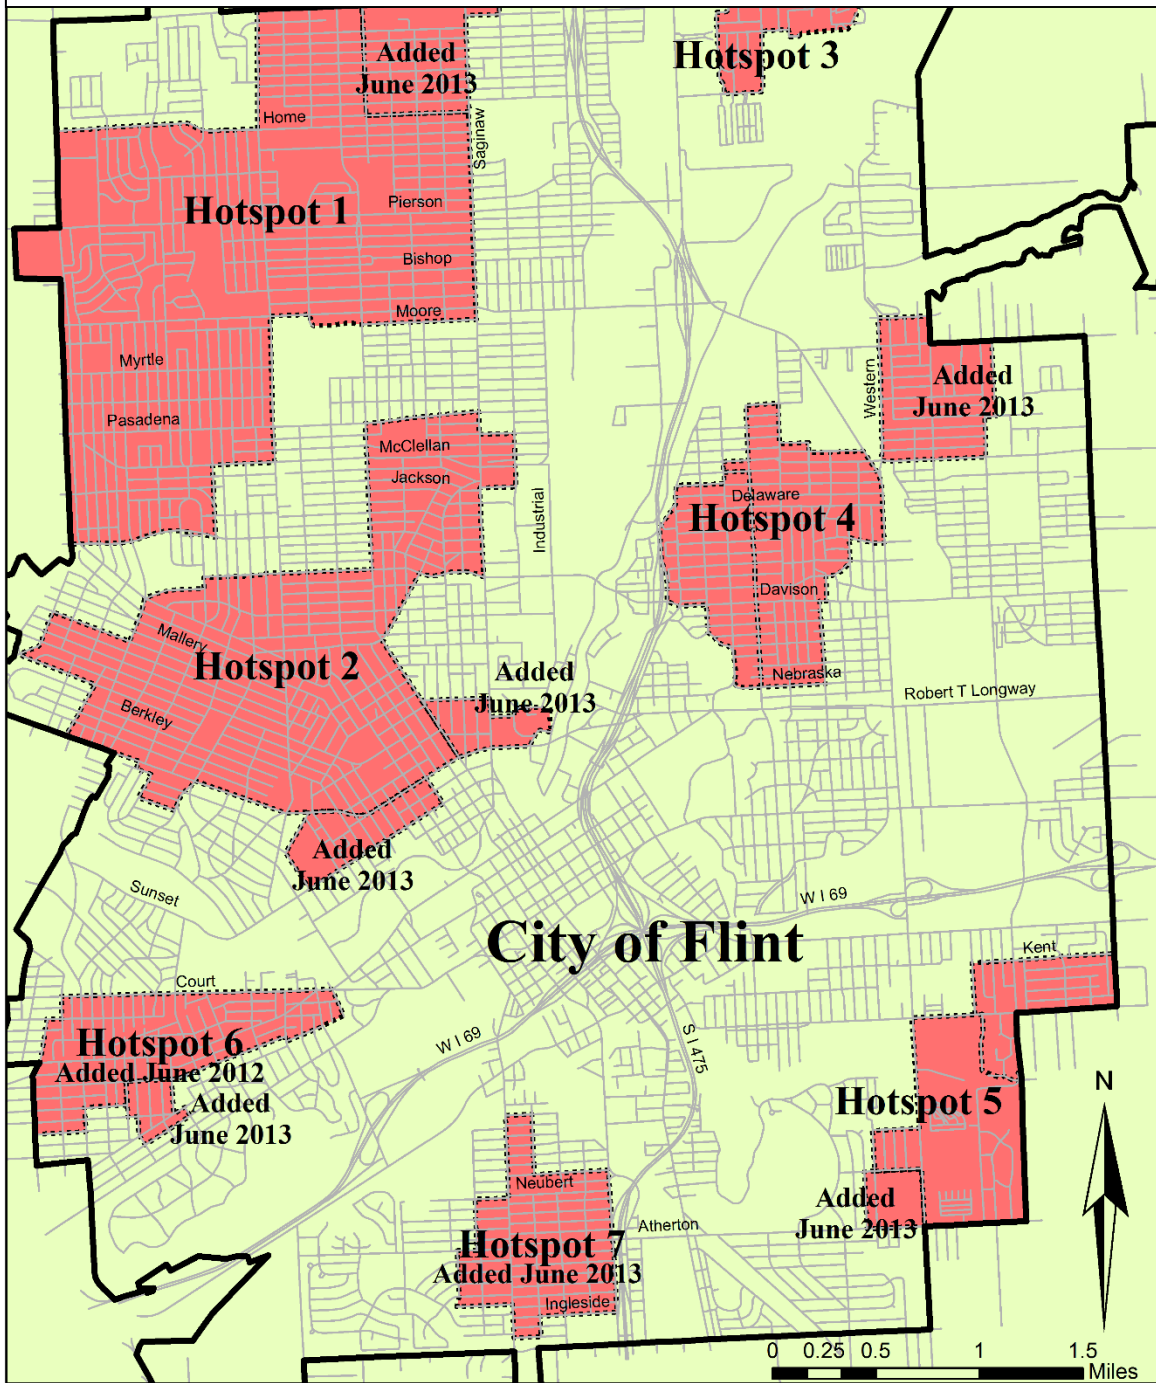 Added
June 2013
Hotspot 3
Home
Saginaw
Hotspot 1
Pierson
Bishop
Moore
Myrtle
Pasadena
McClellan
Jackson
Industrial
Western
Added
June 2013
Delaware
Hotspot 4
Davison
Nebraska
Robert T Longway
Mallery
Hotspot 2
Berkley
Added
June 2013
Added
June 2013
Sunset
W I 69
City of Flint
Kent
Court
Hotspot 6
Added June 2012
Added
June 2013
W I 69
S I 475
Hotspot 5
N
Added
June 2013
Neubert
Atherton
Hotspot 7
Added June 2013
Ingleside
0 0.25 0.5 1 1.5
Miles